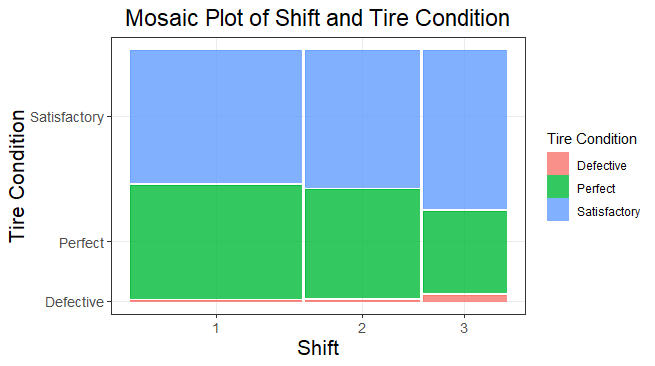 Mosaic Plot of Shift and Tire Condition
Tire Condition
Satisfactory
Perfect
Defective
1 2 3
Shift
Tire Condition
Defective
Perfect
Satisfactory